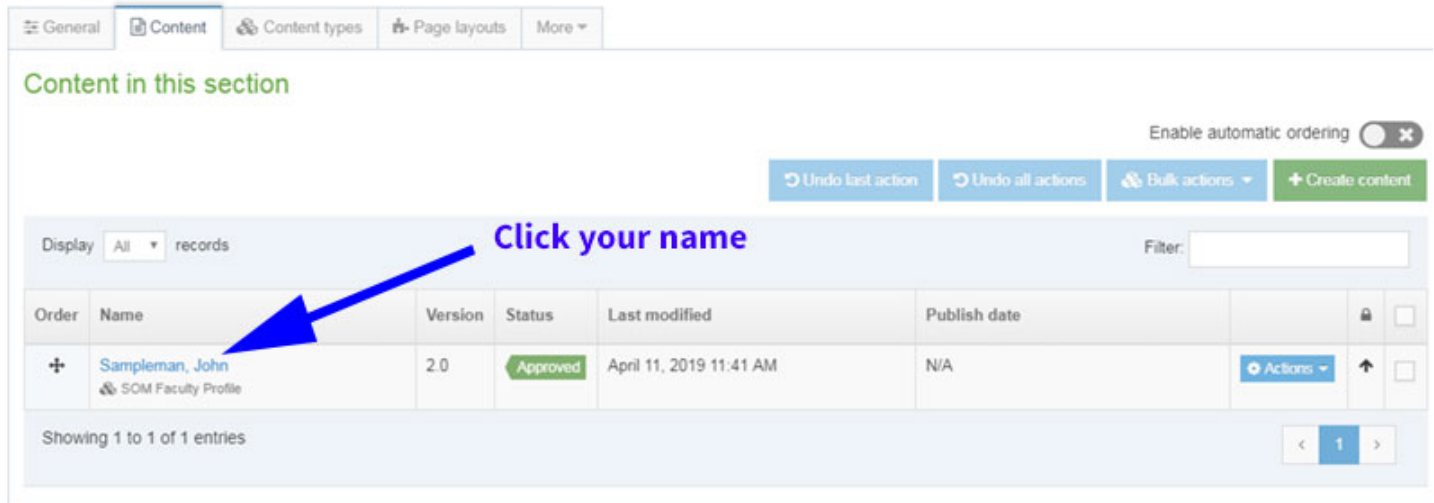 General Content Content types Page layouts More
Content in this section
Enable automatic ordering
Undo last action Undo all actions Bulk actions Create content
Display All records Click your name Filter:
Order Name Version Status Last modified Publish date
Sampleman, John 2.0 Approved April 11, 2019 11:41 AM N/A Actions
SOM Faculty Profile
Showing 1 to 1 of 1 entries < 1 >